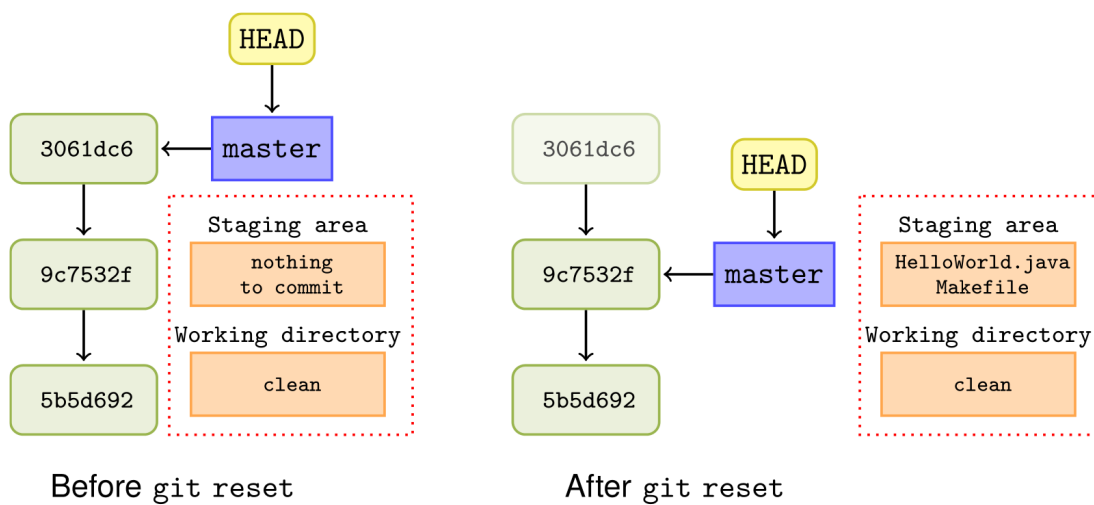 HEAD
3061dc6
master
Staging area
9c7532f
nothing
to commit
Working directory
5b5d692
clean
Before git reset
3061dc6
HEAD
Staging area
9c7532f
master
HelloWorld.java
Makefile
Working directory
5b5d692
clean
After git reset